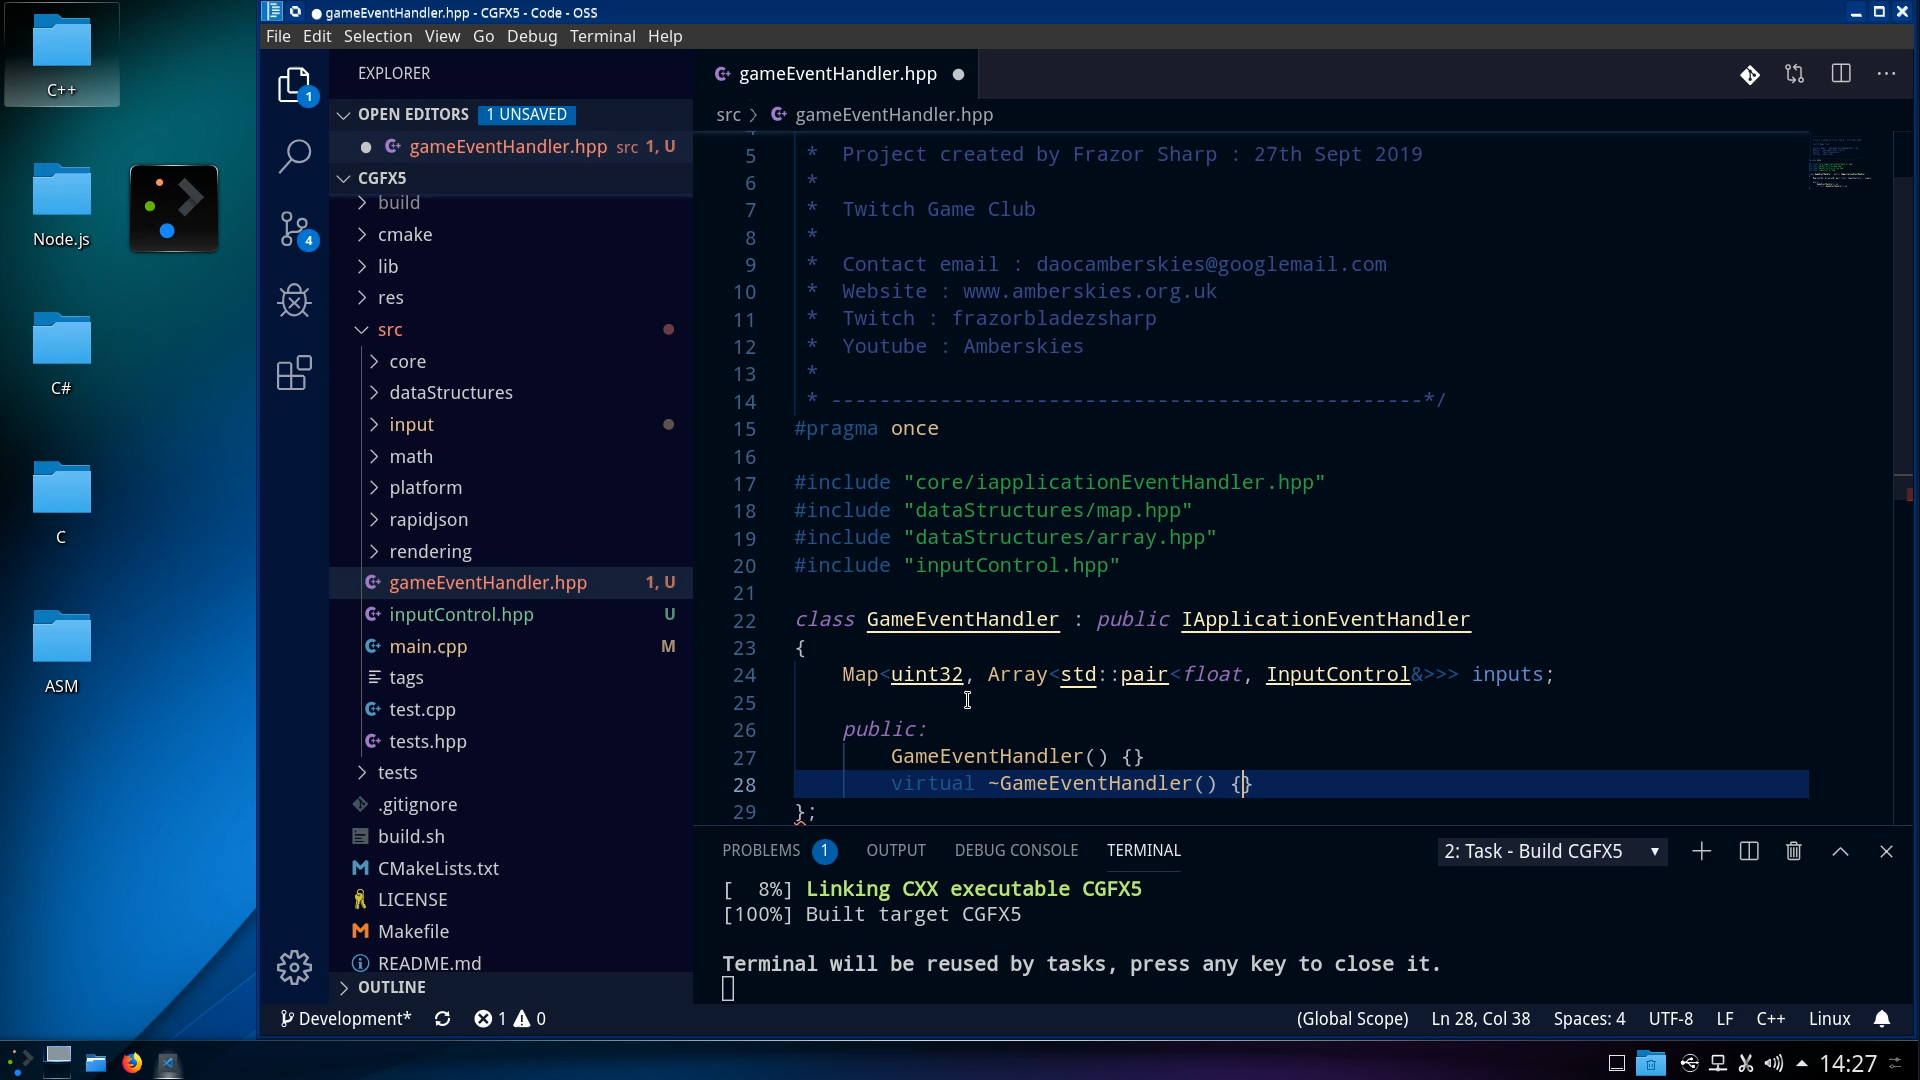 gameEventHandler.hpp - CGFX5 - Code - OSS
File Edit Selection View Go Debug Terminal Help
C++
Node.js
C#
C
ASM
1
4
EXPLORER
OPEN EDITORS 1 UNSAVED
gameEventHandler.hpp src 1, U
CGFX5
build
cmake
lib
res
src
core
dataStructures
input
math
platform
rapidjson
rendering
gameEventHandler.hpp 1, U
inputControl.hpp U
main.cpp M
tags
test.cpp
tests.hpp
tests
.gitignore
build.sh
CMakeLists.txt
LICENSE
Makefile
README.md
OUTLINE
gameEventHandler.hpp
src > gameEventHandler.hpp
5 * Project created by Frazor Sharp : 27th Sept 2019
6 *
7 * Twitch Game Club
8 *
9 * Contact email : daocamberskies@googlemail.com
10 * Website : www.amberskies.org.uk
11 * Twitch : frazorbladezsharp
12 * Youtube : Amberskies
13 *
14 * -------------------------------------------------*/
15 #pragma once
16
17 #include "core/iapplicationEventHandler.hpp"
18 #include "dataStructures/map.hpp"
19 #include "dataStructures/array.hpp"
20 #include "inputControl.hpp"
21
22 class GameEventHandler : public IApplicationEventHandler
23 {
24 Map<uint32, Array<std::pair<float, InputControl&>>> inputs;
25
26 public:
27 GameEventHandler() {}
28 virtual ~GameEventHandler() {}
29 };
PROBLEMS 1 OUTPUT DEBUG CONSOLE TERMINAL 2: Task - Build CGFX5
[  8%] Linking CXX executable CGFX5
[100%] Built target CGFX5
Terminal will be reused by tasks, press any key to close it.
Development* 1 0 (Global Scope) Ln 28, Col 38 Spaces: 4 UTF-8 LF C++ Linux
14:27